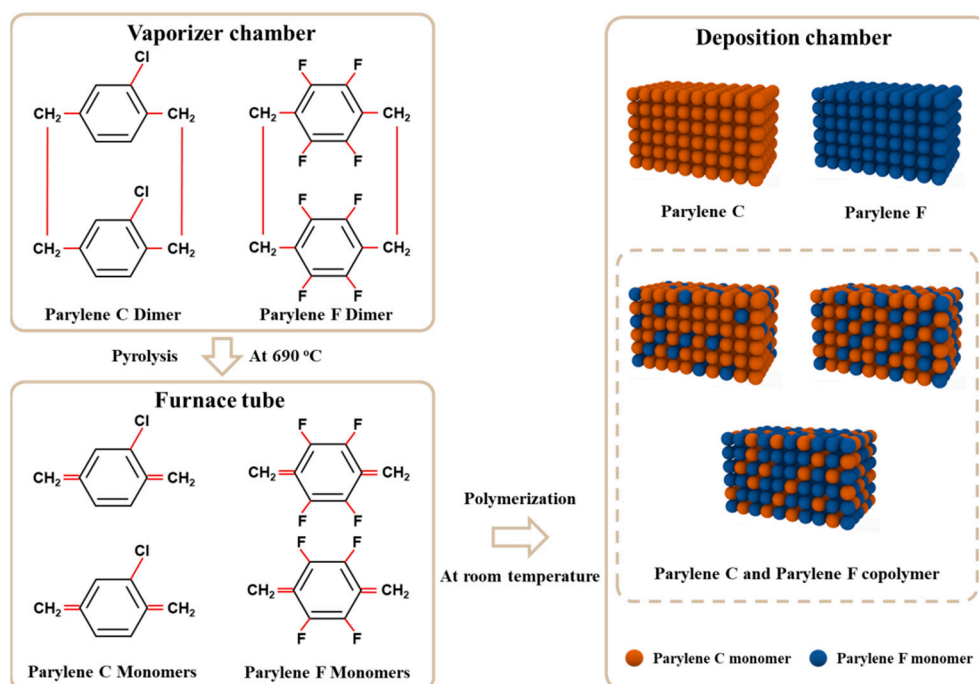 Vaporizer chamber
Cl
F F
CH2 CH2 CH2 CH2
F F
Cl
F F
CH2 CH2 CH2 CH2
F F
Parylene C Dimer Parylene F Dimer
Pyrolysis At 690 °C
Furnace tube
Cl
F F
CH2 CH2 CH2 CH2
F F
Cl
F F
CH2 CH2 CH2 CH2
F F
Parylene C Monomers Parylene F Monomers
Polymerization
At room temperature
Deposition chamber
Parylene C Parylene F
Parylene C and Parylene F copolymer
Parylene C monomer Parylene F monomer